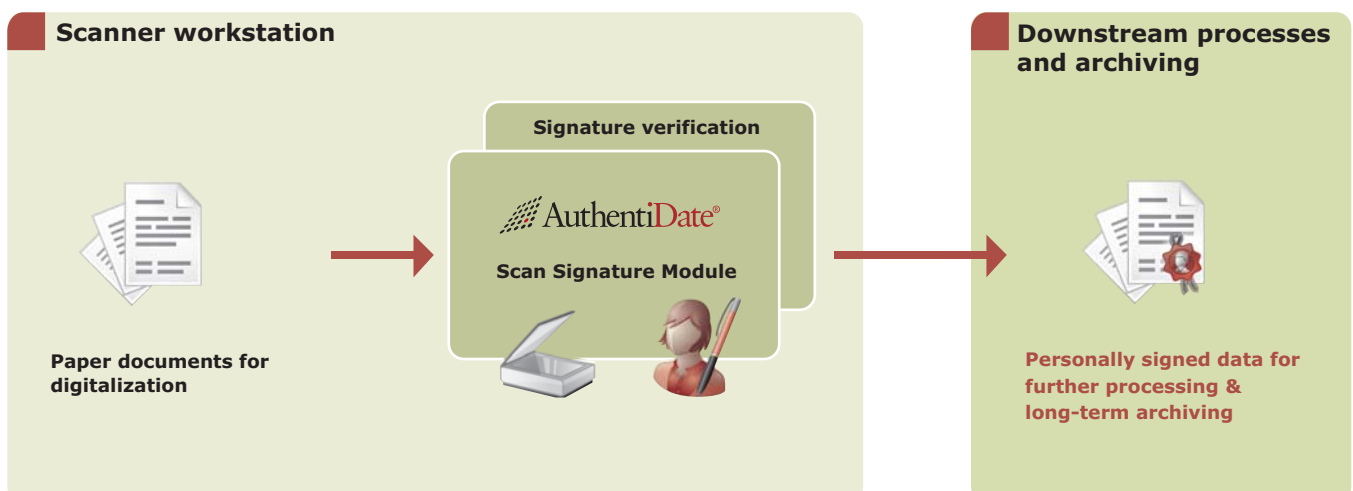 Scanner workstation
Signature verification
AuthentiDate®
Scan Signature Module
Paper documents for
digitalization
Downstream processes
and archiving
Personally signed data for
further processing &
long-term archiving